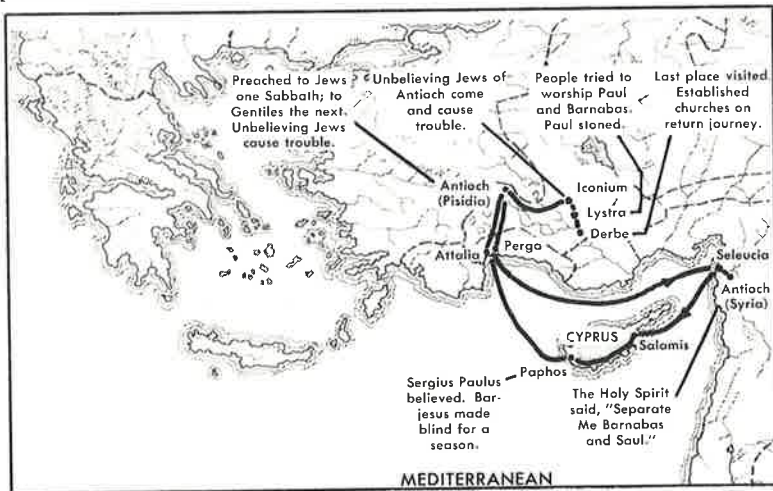 Preached to Jews
one Sabbath; to
Gentiles the next.
Unbelieving Jews
cause trouble.
Unbelieving Jews of
Antioch come
and cause
trouble.
People tried to
worship Paul
and Barnabas.
Paul stoned.
Last place visited.
Established
churches on
return journey.
Antioch
(Pisidia)
Iconium
Lystra
Derbe
Attalia
Perga
Seleucia
Antioch
(Syria)
CYPRUS
Salamis
Paphos
Sergius Paulus
believed. Bar-
jesus made
blind for a
season.
The Holy Spirit
said, "Separate
Me Barnabas
and Saul."
MEDITERRANEAN